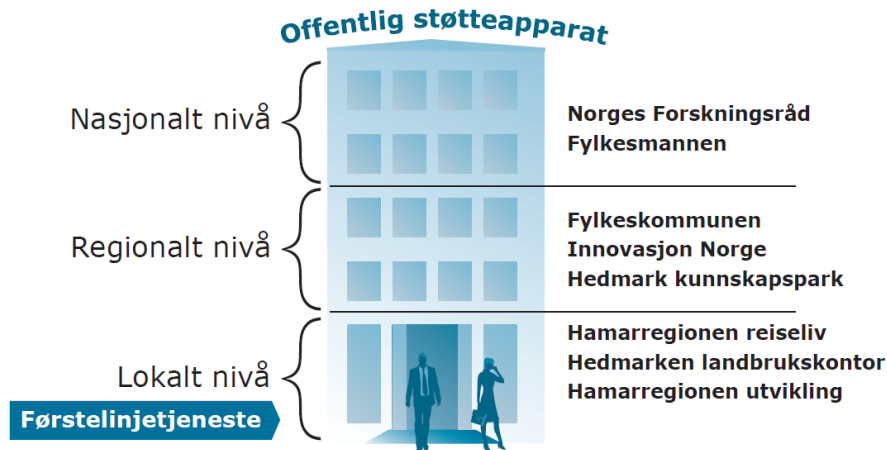 Offentlig støtteapparat
Nasjonalt nivå
Norges Forskningsråd
Fylkesmannen
Regionalt nivå
Fylkeskommunen
Innovasjon Norge
Hedmark kunnskapspark
Lokalt nivå
Førstelinjetjeneste
Hamarregionen reiseliv
Hedmarken landbrukskontor
Hamarregionen utvikling